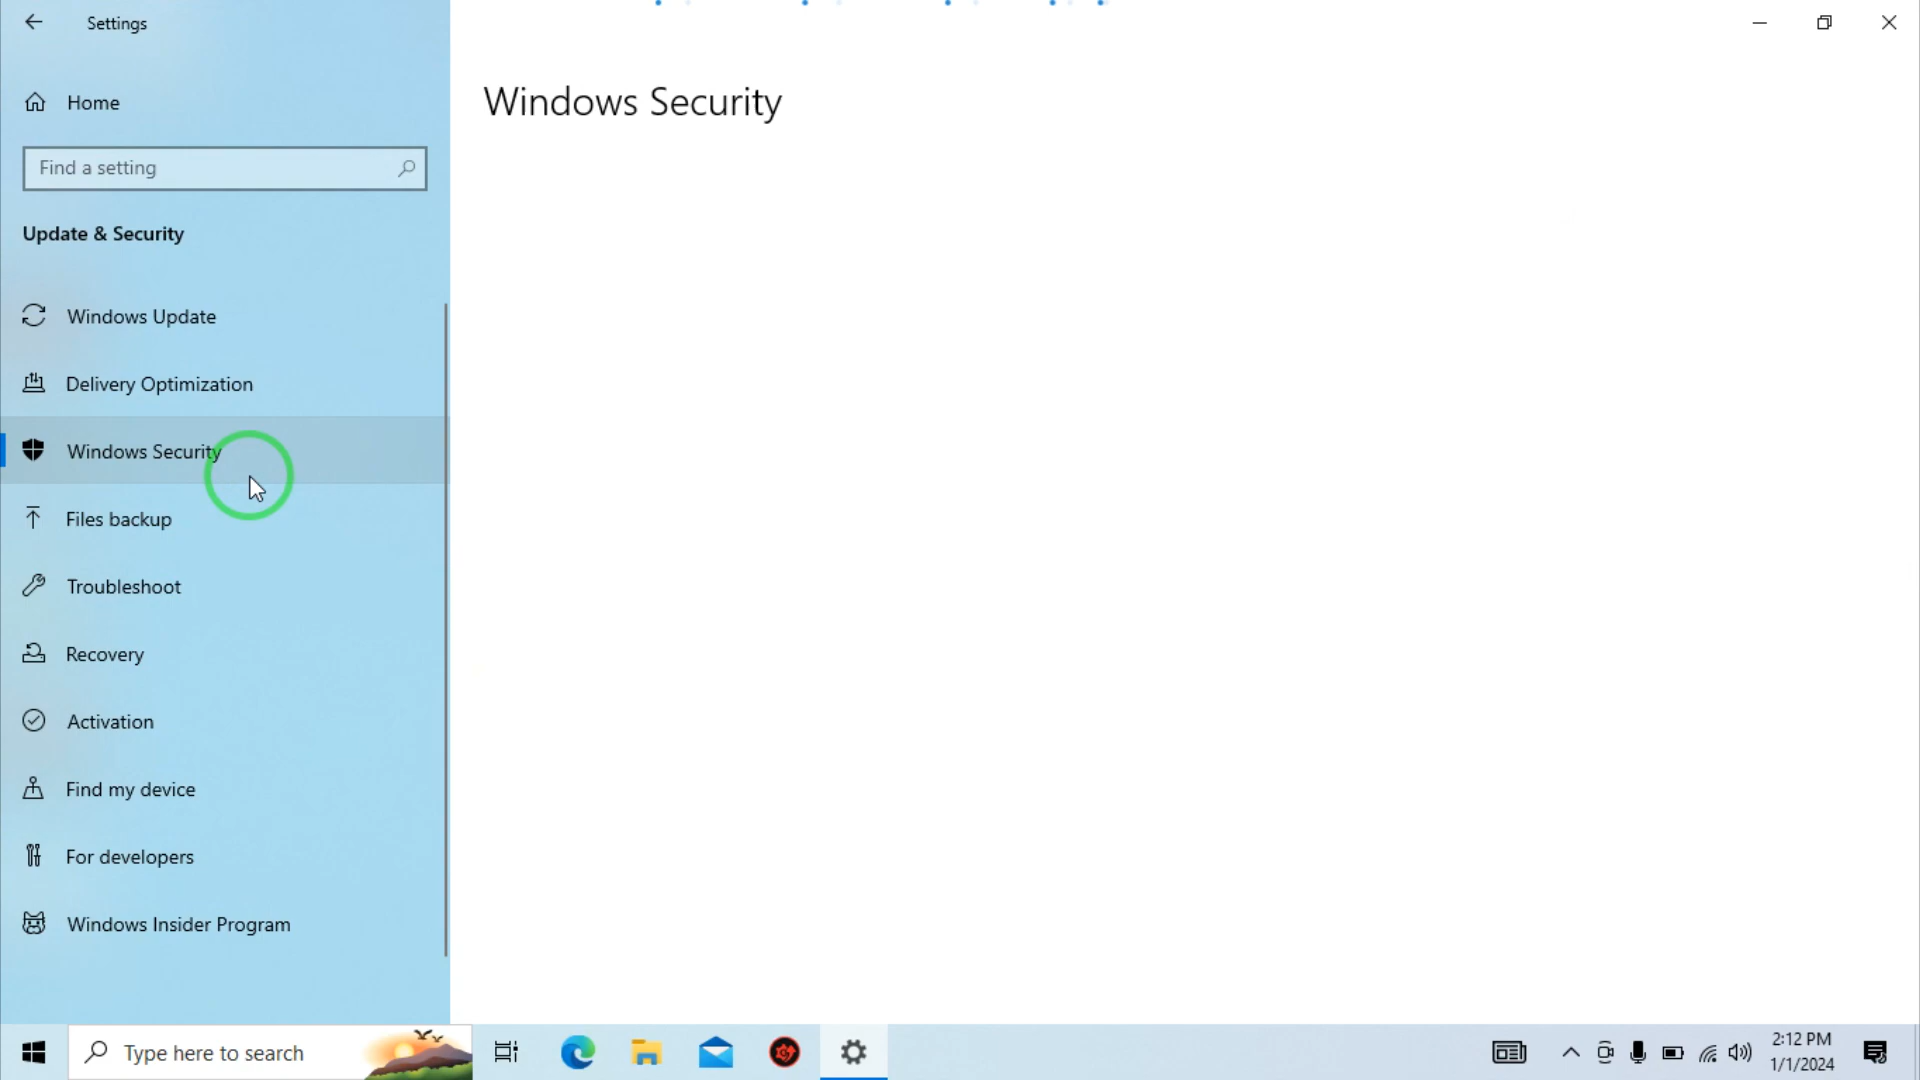 Settings
Home
Find a setting
Update & Security
Windows Update
Delivery Optimization
Windows Security
Files backup
Troubleshoot
Recovery
Activation
Find my device
For developers
Windows Insider Program
Windows Security
Type here to search
2:12 PM
1/1/2024